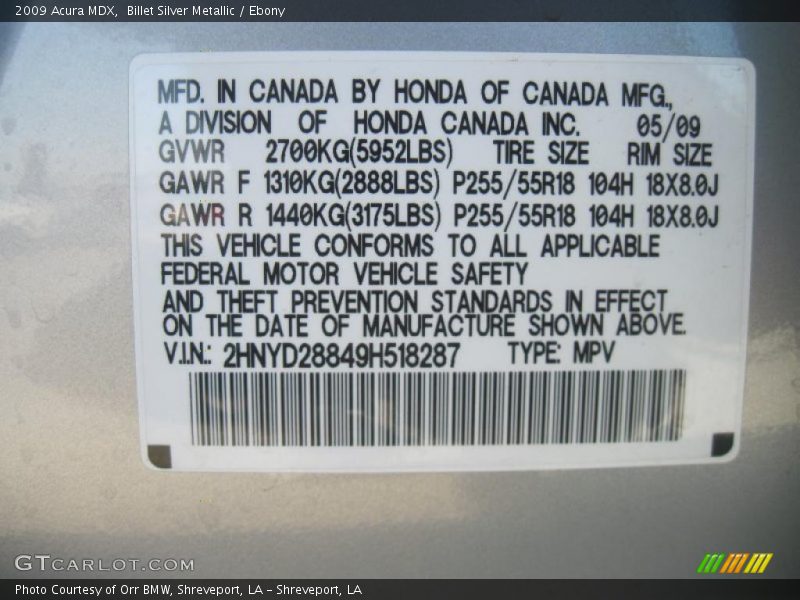 2009 Acura MDX,  Billet Silver Metallic / Ebony
MFD. IN CANADA BY HONDA OF CANADA MFG.,
A DIVISION OF HONDA CANADA INC. 05/09
GVWR 2700KG(5952LBS) TIRE SIZE RIM SIZE
GAWR F 1310KG(2888LBS) P255/55R18 104H 18X8.0J
GAWR R 1440KG(3175LBS) P255/55R18 104H 18X8.0J
THIS VEHICLE CONFORMS TO ALL APPLICABLE
FEDERAL MOTOR VEHICLE SAFETY
AND THEFT PREVENTION STANDARDS IN EFFECT
ON THE DATE OF MANUFACTURE SHOWN ABOVE.
V.I.N.: 2HNYD28849H518287 TYPE: MPV
GTCARLOT.COM
Photo Courtesy of Orr BMW, Shreveport, LA – Shreveport, LA